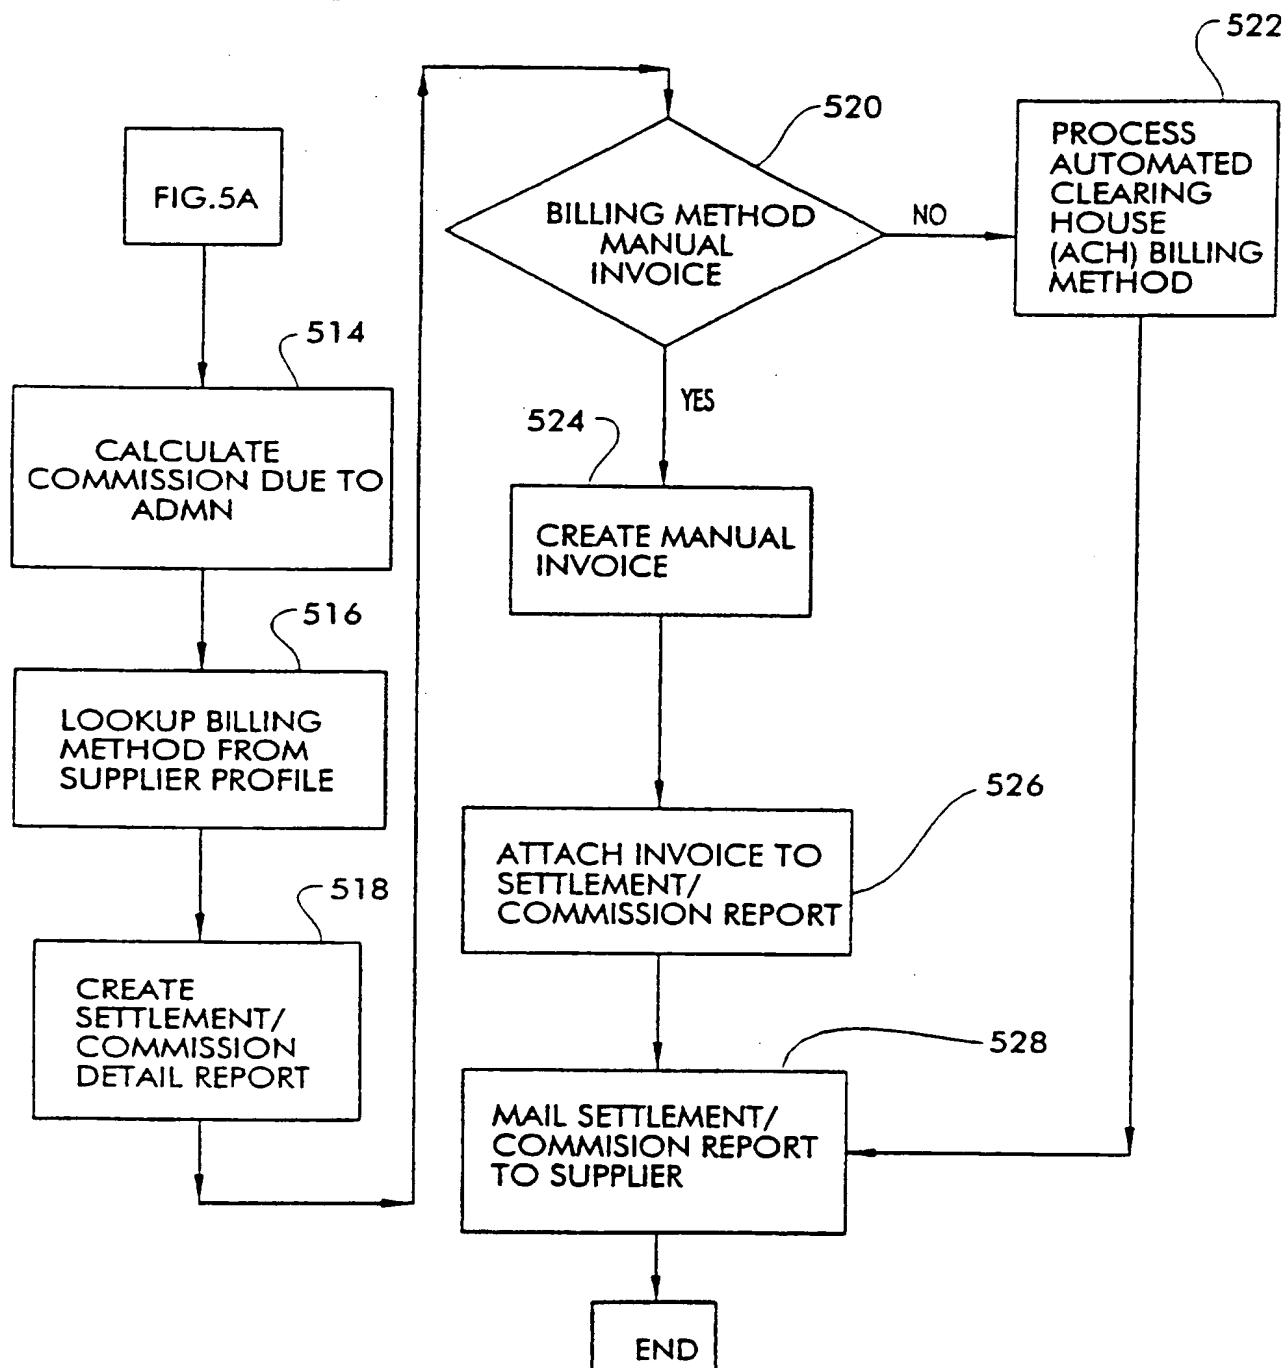 FIG.5A
514
CALCULATE
COMMISSION DUE TO
ADMN
516
LOOKUP BILLING
METHOD FROM
SUPPLIER PROFILE
518
CREATE
SETTLEMENT/
COMMISSION
DETAIL REPORT
520
BILLING METHOD
MANUAL
INVOICE
NO
522
PROCESS
AUTOMATED
CLEARING
HOUSE
(ACH) BILLING
METHOD
YES
524
CREATE MANUAL
INVOICE
526
ATTACH INVOICE TO
SETTLEMENT/
COMMISSION REPORT
528
MAIL SETTLEMENT/
COMMISION REPORT
TO SUPPLIER
END